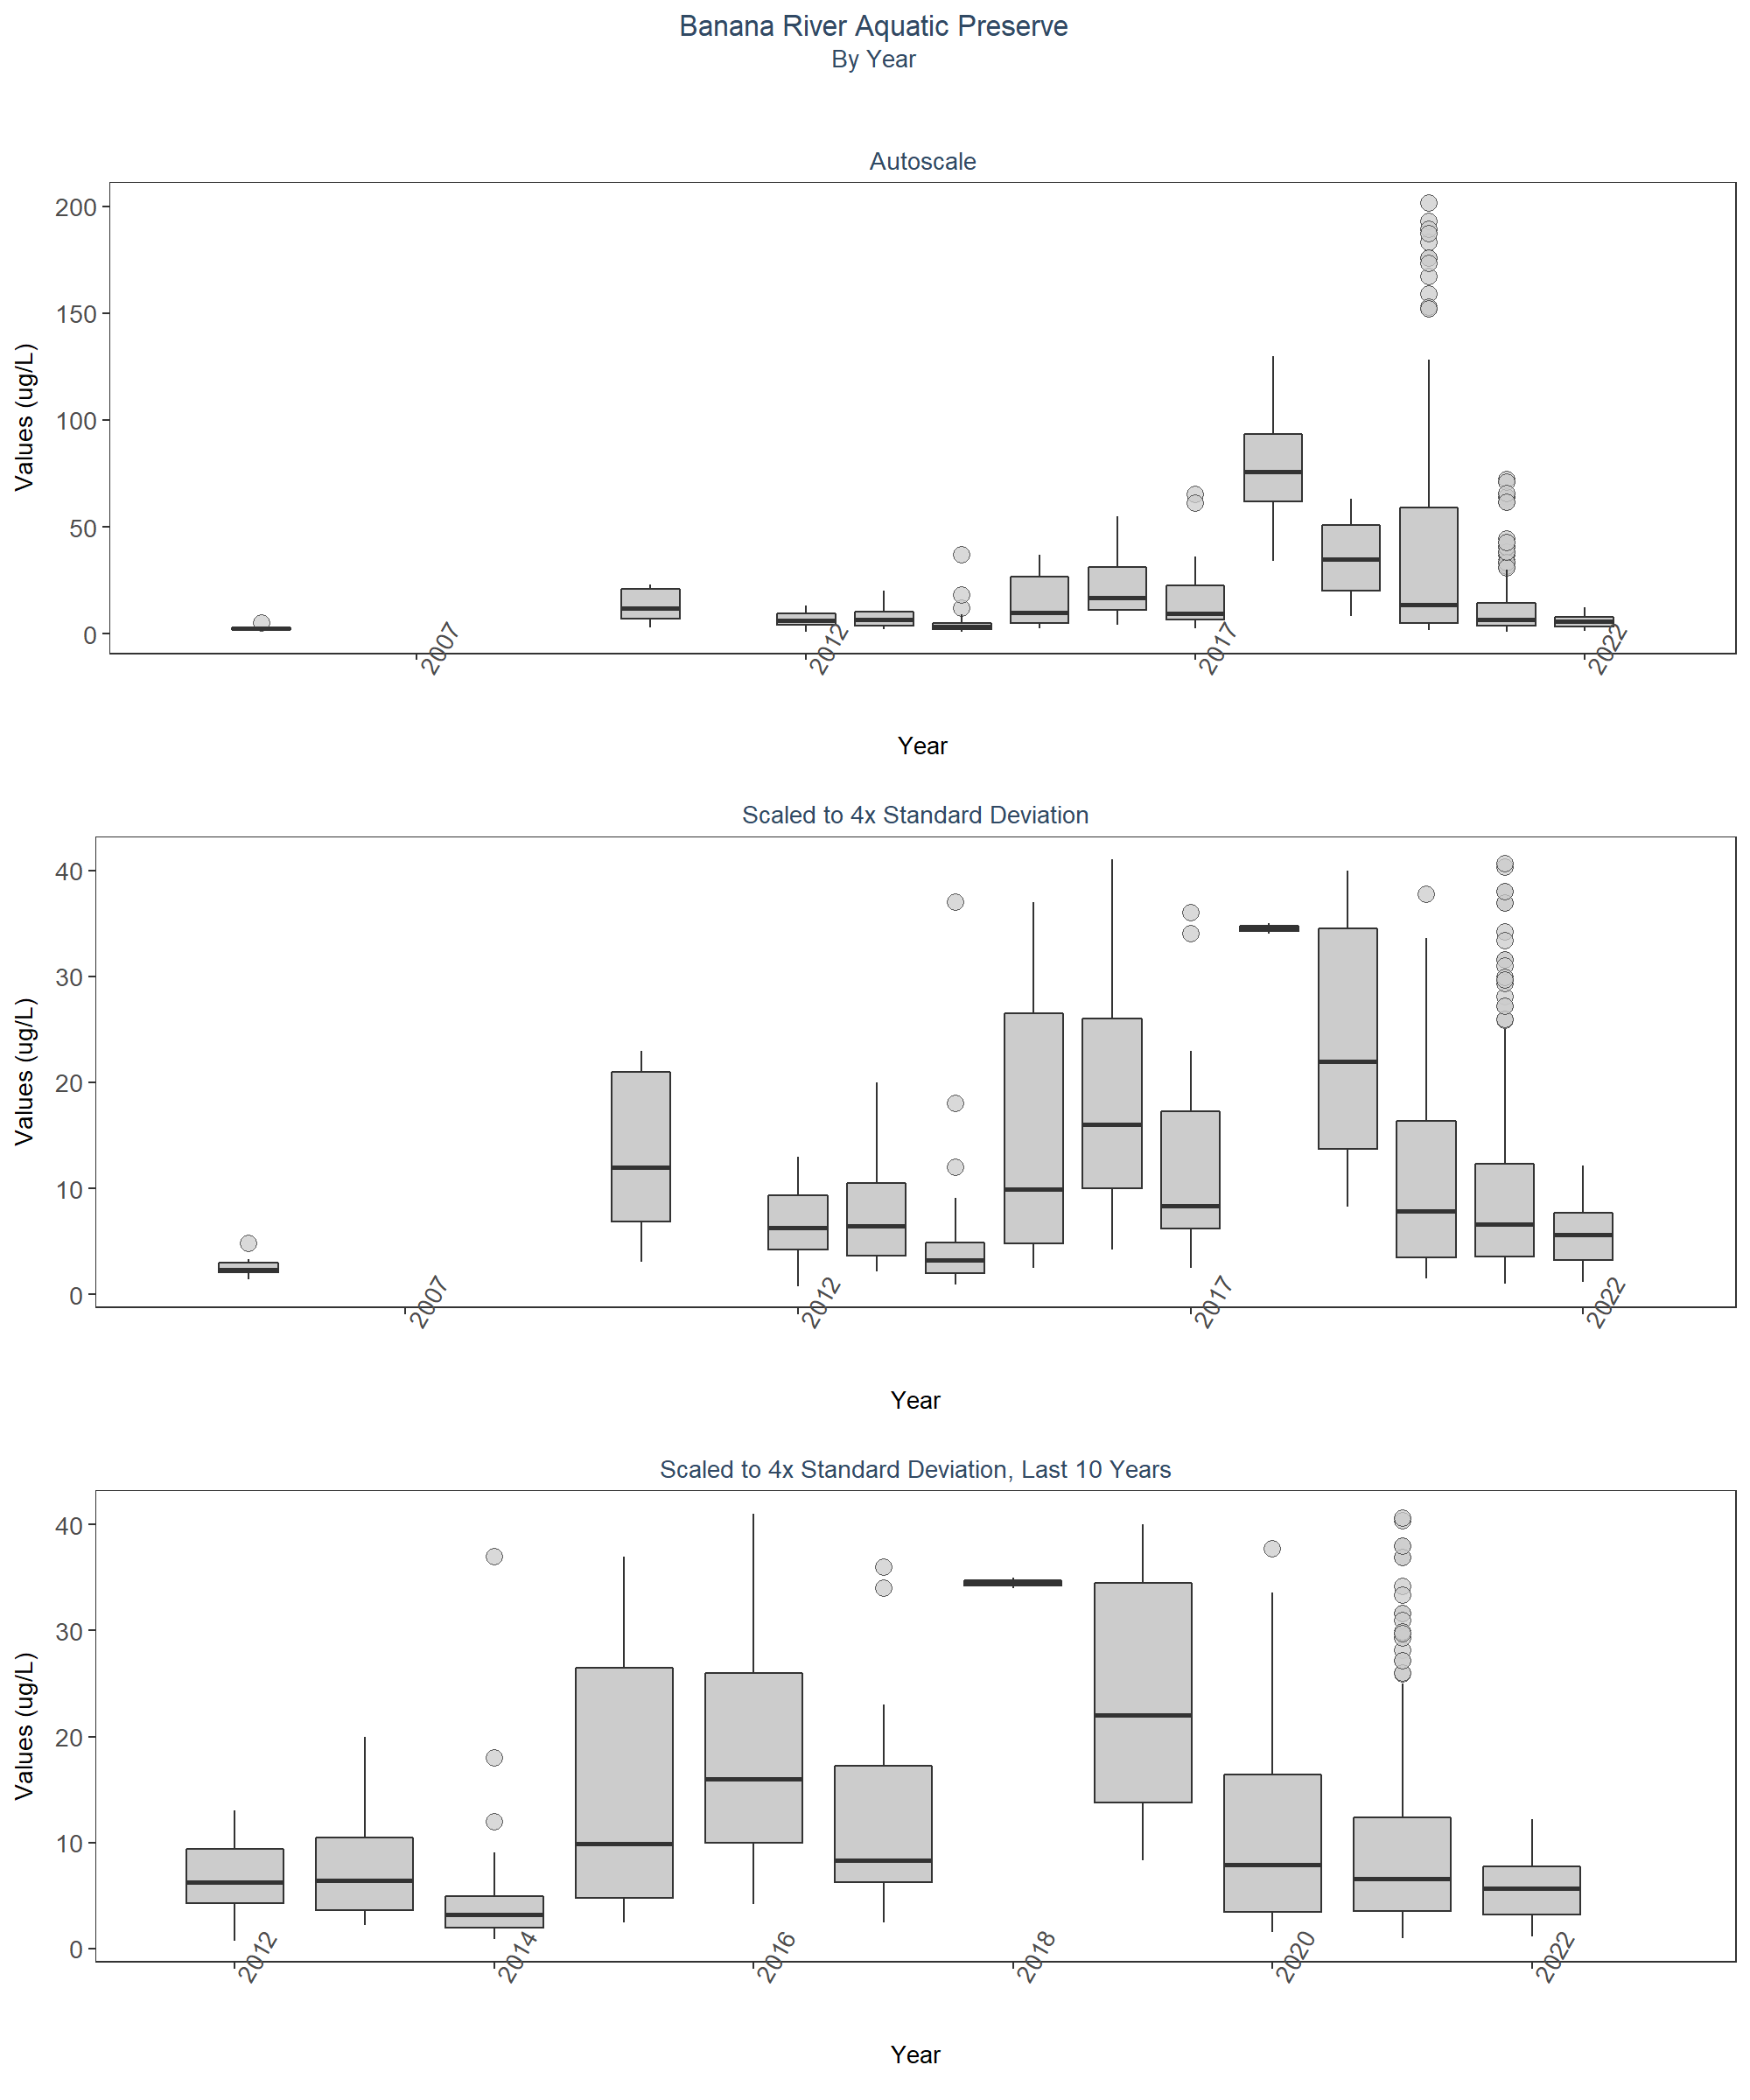 Banana River Aquatic Preserve
By Year
Autoscale
Values (ug/L)
200
150
100
50
0
2007
2012
2017
2022
Year
Scaled to 4x Standard Deviation
Values (ug/L)
40
30
20
10
0
2007
2012
2017
2022
Year
Scaled to 4x Standard Deviation, Last 10 Years
Values (ug/L)
40
30
20
10
0
2012
2014
2016
2018
2020
2022
Year